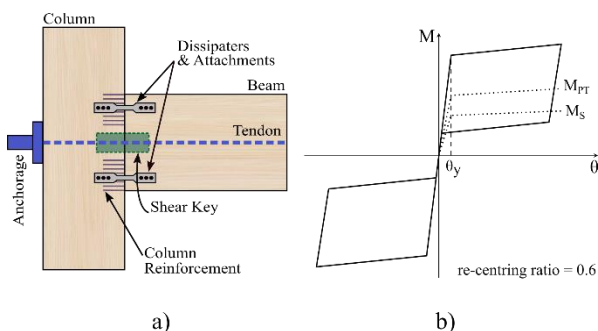 Column
Dissipaters
& Attachments
Beam
Tendon
Anchorage
Shear Key
Column
Reinforcement
a)
M
M_PT
M_S
θ_y
θ
re-centring ratio = 0.6
b)